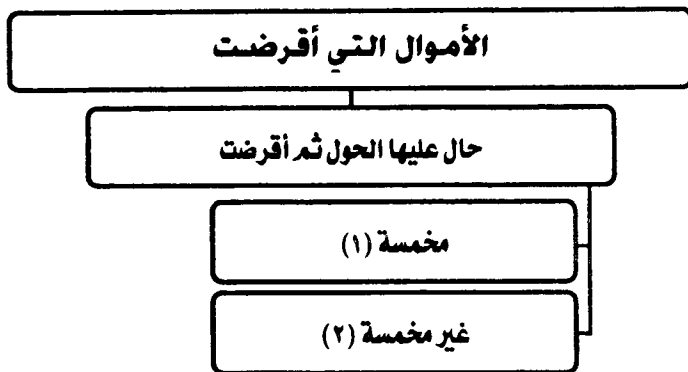 الأموال التي أقرضت
حال عليها الحول ثم أقرضت
مخمسة (١)
غير مخمسة (٢)